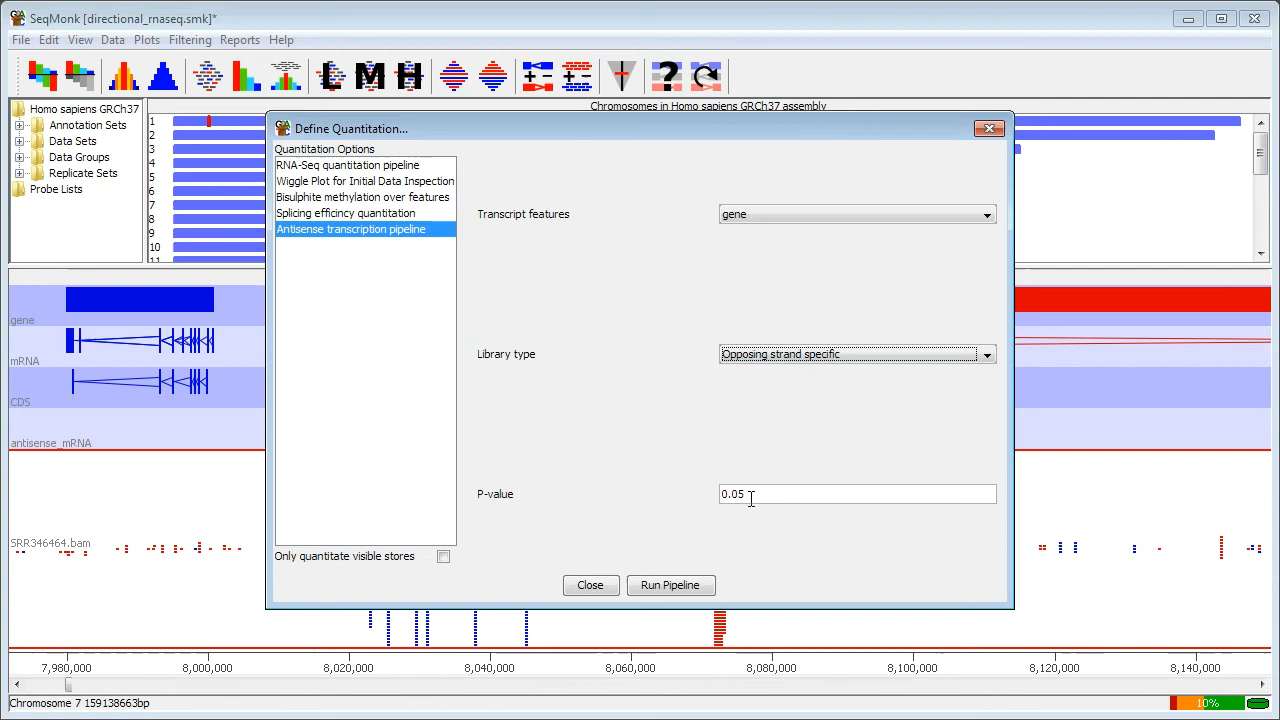 SeqMonk [directional_rnaseq.smk]*
File Edit View Data Plots Filtering Reports Help
L M H ?
Homo sapiens GRCh37
Annotation Sets
Data Sets
Data Groups
Replicate Sets
Probe Lists
Chromosomes in Homo sapiens GRCh37 assembly
1
2
3
4
5
6
7
8
9
10
11
Define Quantitation...
Quantitation Options
RNA-Seq quantitation pipeline
Wiggle Plot for Initial Data Inspection
Bisulphite methylation over features
Splicing efficincy quantitation
Antisense transcription pipeline
Transcript features
gene
Library type
Opposing strand specific
P-value
0.05
Only quantitate visible stores
Close
Run Pipeline
gene
mRNA
CDS
antisense_mRNA
SRR346464.bam
7,980,000 8,000,000 8,020,000 8,040,000 8,060,000 8,080,000 8,100,000 8,120,000 8,140,000
Chromosome 7 159138663bp
10%